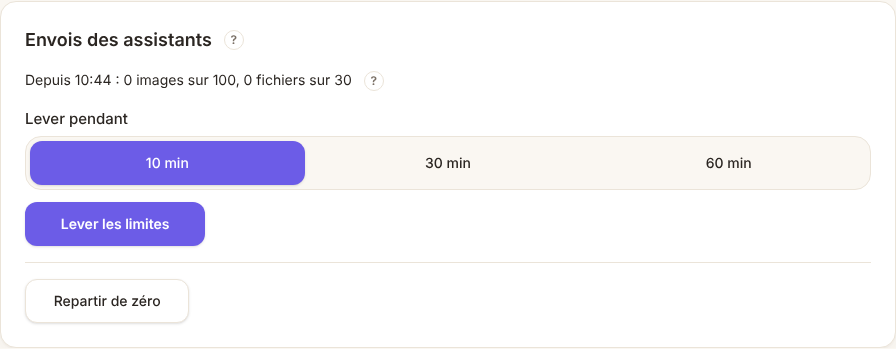 Envois des assistants ?
Depuis 10:44 : 0 images sur 100, 0 fichiers sur 30 ?
Lever pendant
10 min 30 min 60 min
Lever les limites
Repartir de zéro